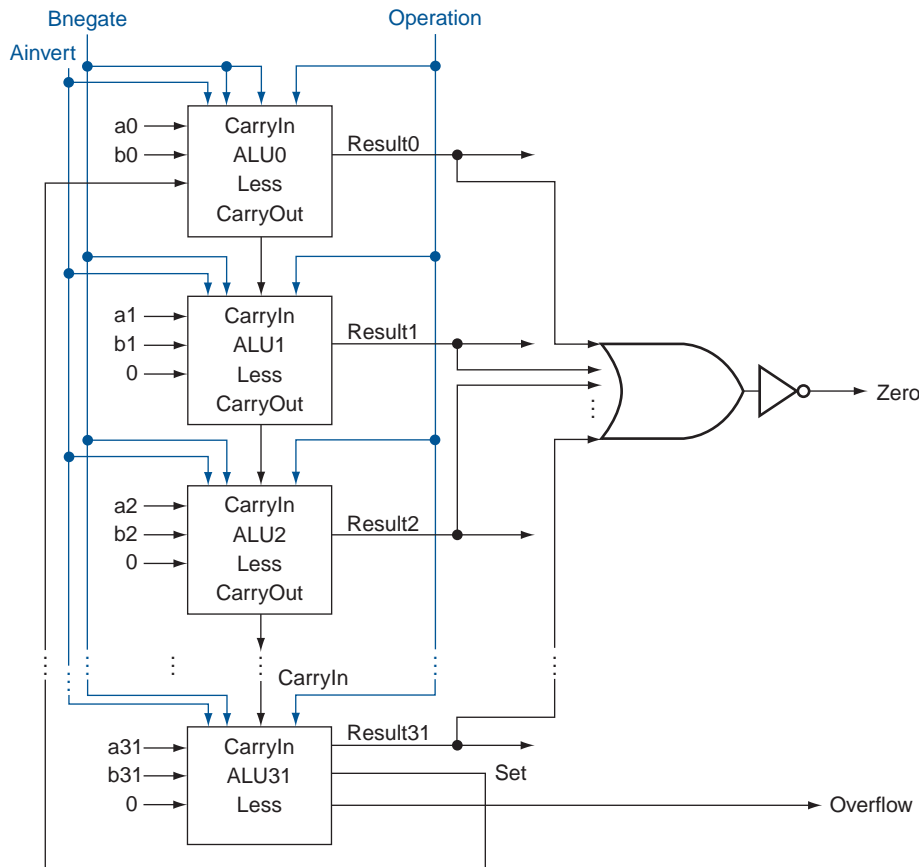 Bnegate
Operation
Ainvert
a0
CarryIn
b0
ALU0
Result0
Less
CarryOut
a1
CarryIn
b1
ALU1
Result1
0
Less
CarryOut
Zero
a2
CarryIn
b2
ALU2
Result2
0
Less
CarryOut
CarryIn
a31
CarryIn
Result31
b31
ALU31
Set
0
Less
Overflow